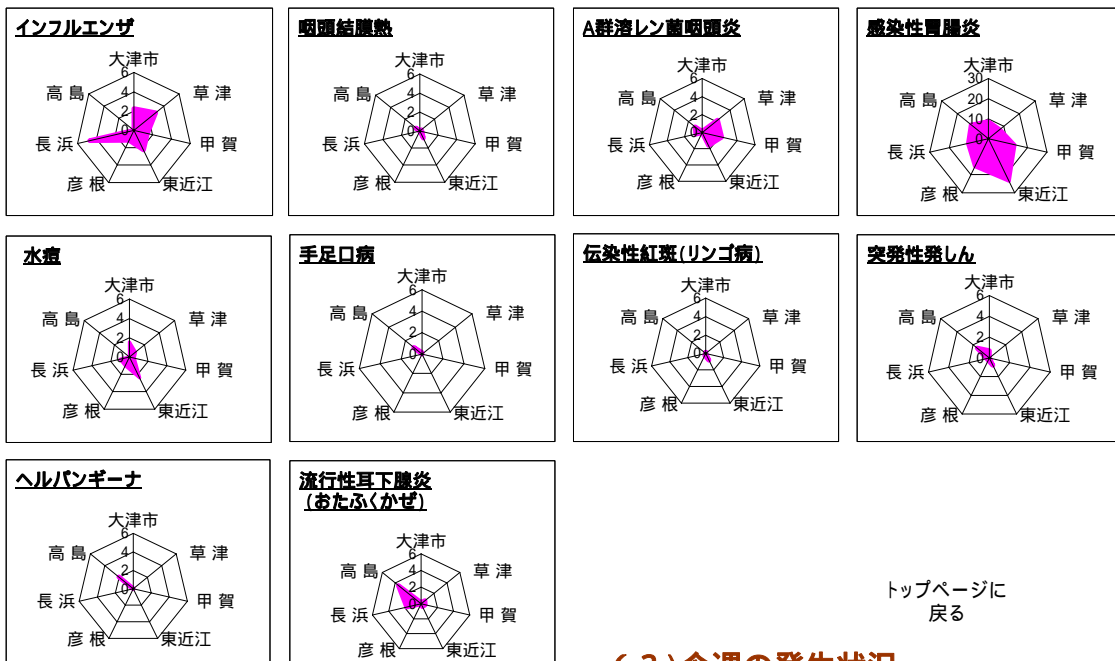 インフルエンザ
大津市
6
4
2
0
草 津
甲 賀
東近江
彦 根
長 浜
高 島
咽頭結膜熱
大津市
6
4
2
0
草 津
甲 賀
東近江
彦 根
長 浜
高 島
A群溶レン菌咽頭炎
大津市
6
4
2
0
草 津
甲 賀
東近江
彦 根
長 浜
高 島
感染性胃腸炎
大津市
30
20
10
0
草 津
甲 賀
東近江
彦 根
長 浜
高 島
水痘
大津市
6
4
2
0
草 津
甲 賀
東近江
彦 根
長 浜
高 島
手足口病
大津市
6
4
2
0
草 津
甲 賀
東近江
彦 根
長 浜
高 島
伝染性紅斑(リンゴ病)
大津市
6
4
2
0
草 津
甲 賀
東近江
彦 根
長 浜
高 島
突発性発しん
大津市
6
4
2
0
草 津
甲 賀
東近江
彦 根
長 浜
高 島
ヘルパンギーナ
大津市
6
4
2
0
草 津
甲 賀
東近江
彦 根
長 浜
高 島
流行性耳下腺炎
(おたふくかぜ)
大津市
6
4
2
0
草 津
甲 賀
東近江
彦 根
長 浜
高 島
トップページに
戻る